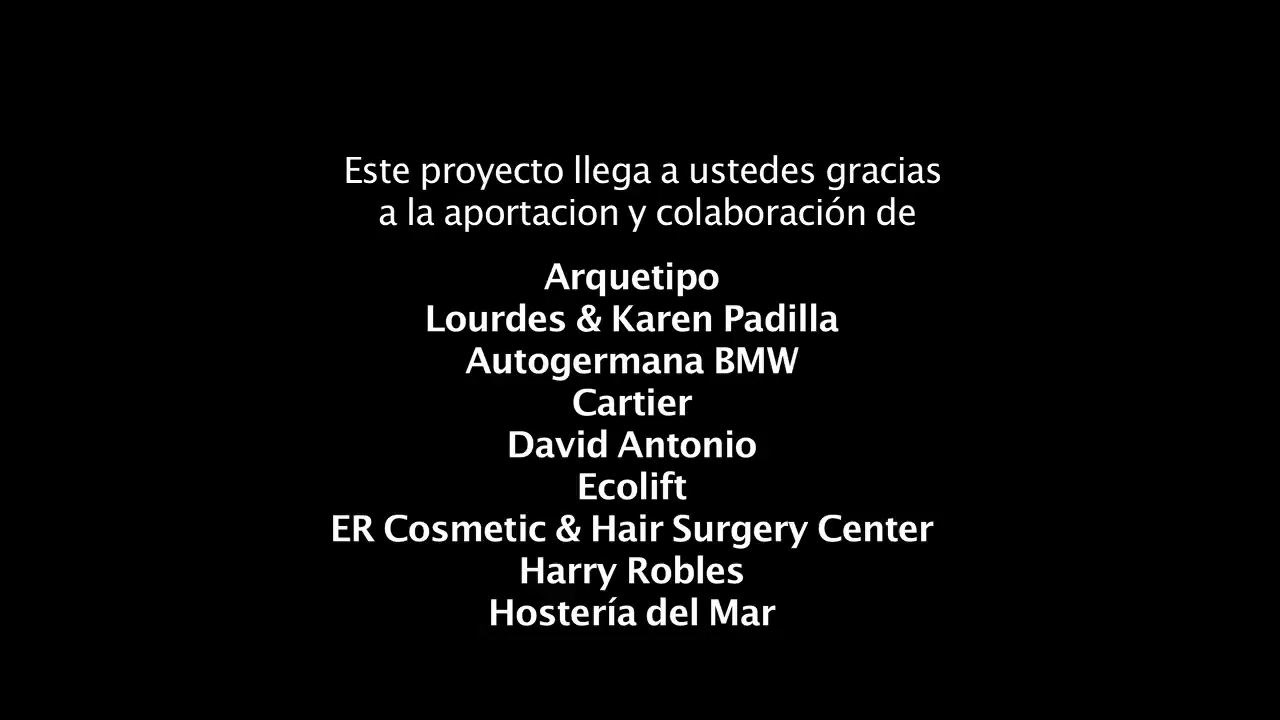 Este proyecto llega a ustedes gracias
a la aportacion y colaboración de
Arquetipo
Lourdes & Karen Padilla
Autogermana BMW
Cartier
David Antonio
Ecolift
ER Cosmetic & Hair Surgery Center
Harry Robles
Hostería del Mar